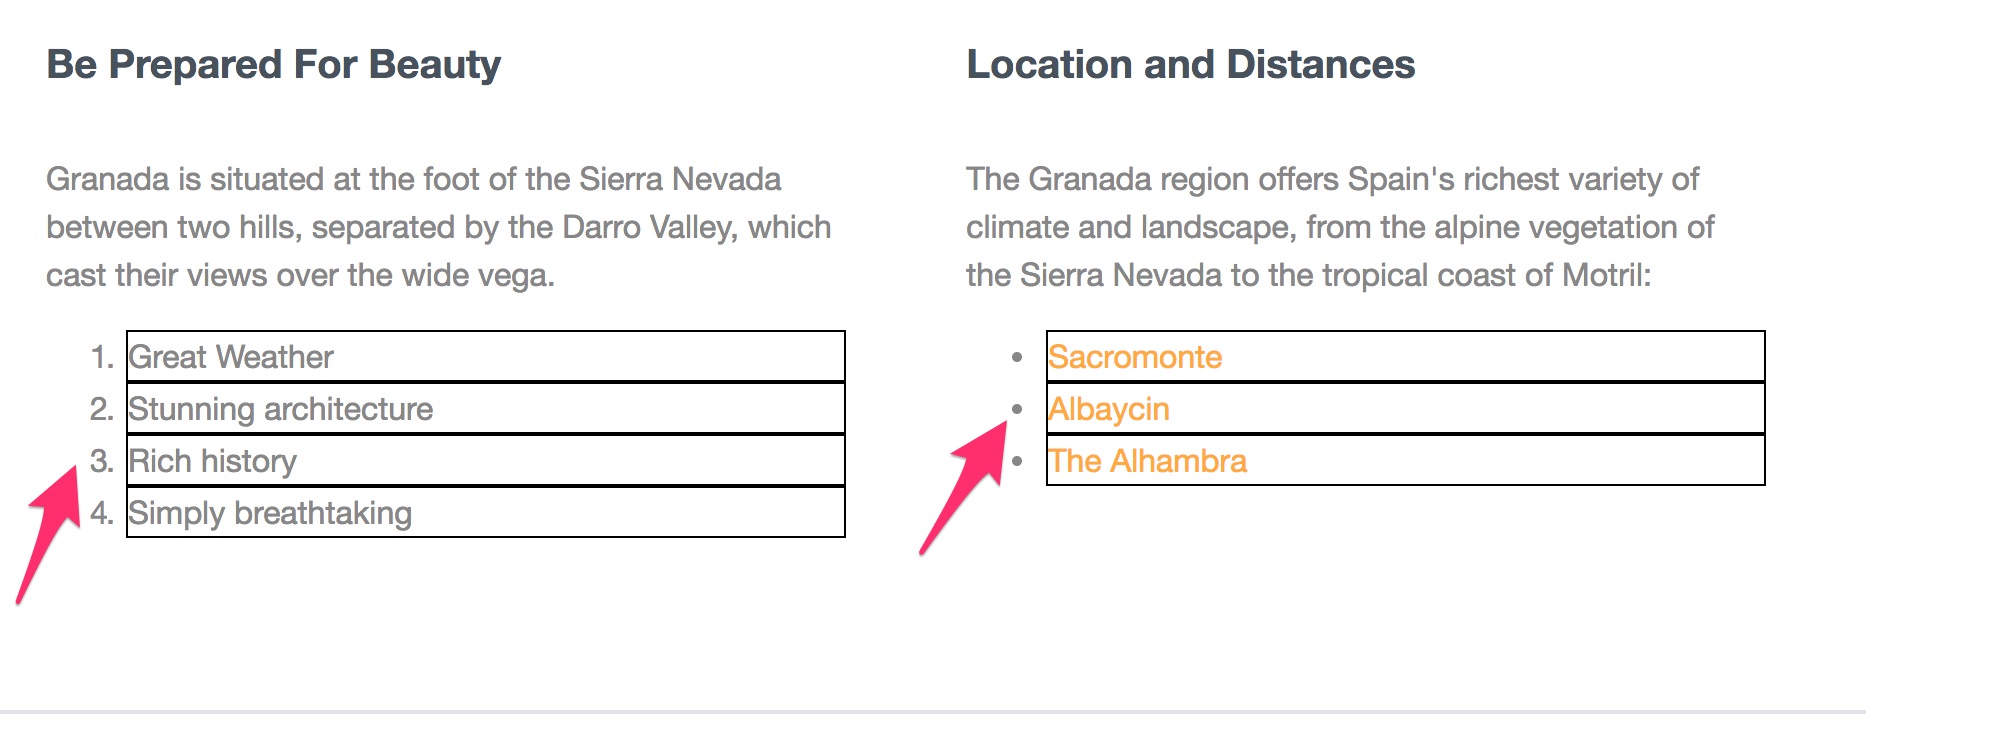 Be Prepared For Beauty
Granada is situated at the foot of the Sierra Nevada
between two hills, separated by the Darro Valley, which
cast their views over the wide vega.
1. Great Weather
2. Stunning architecture
3. Rich history
4. Simply breathtaking
Location and Distances
The Granada region offers Spain's richest variety of
climate and landscape, from the alpine vegetation of
the Sierra Nevada to the tropical coast of Motril:
• Sacromonte
• Albaycin
• The Alhambra